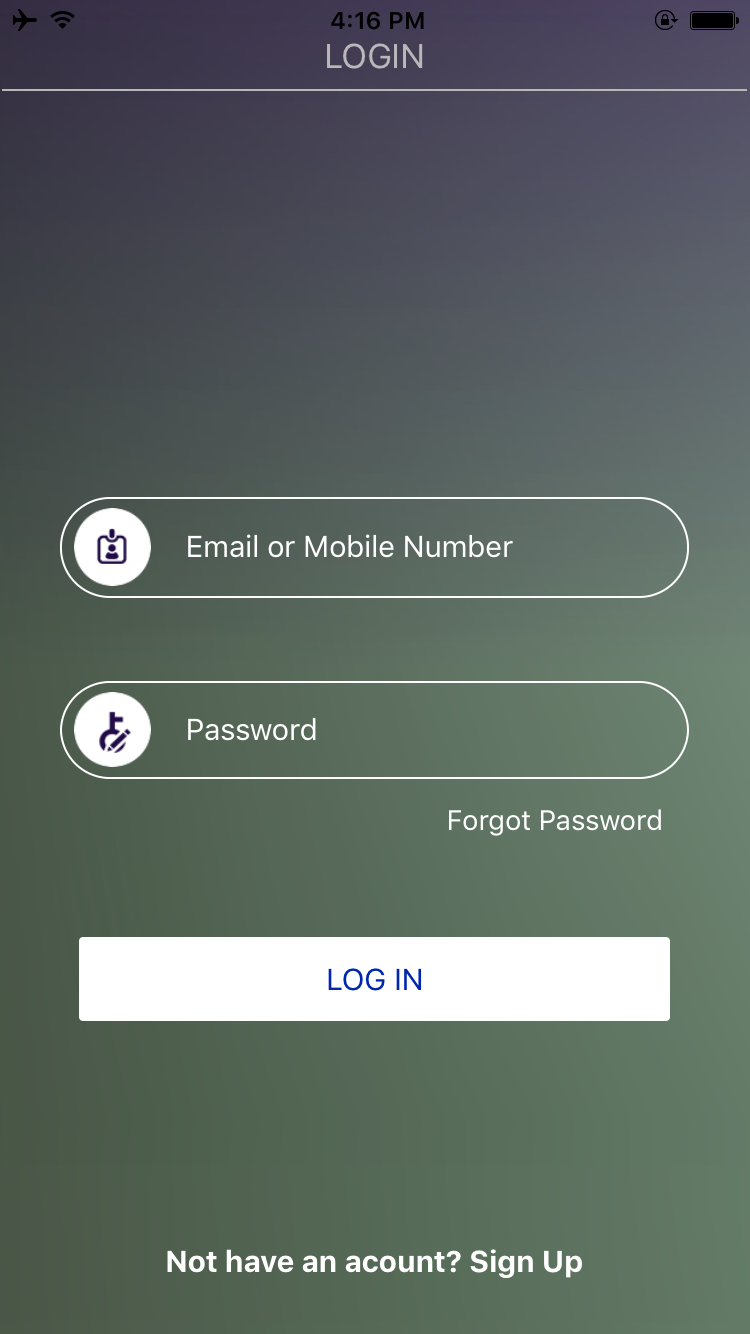 4:16 PM
LOGIN
Email or Mobile Number
Password
Forgot Password
LOG IN
Not have an acount? Sign Up